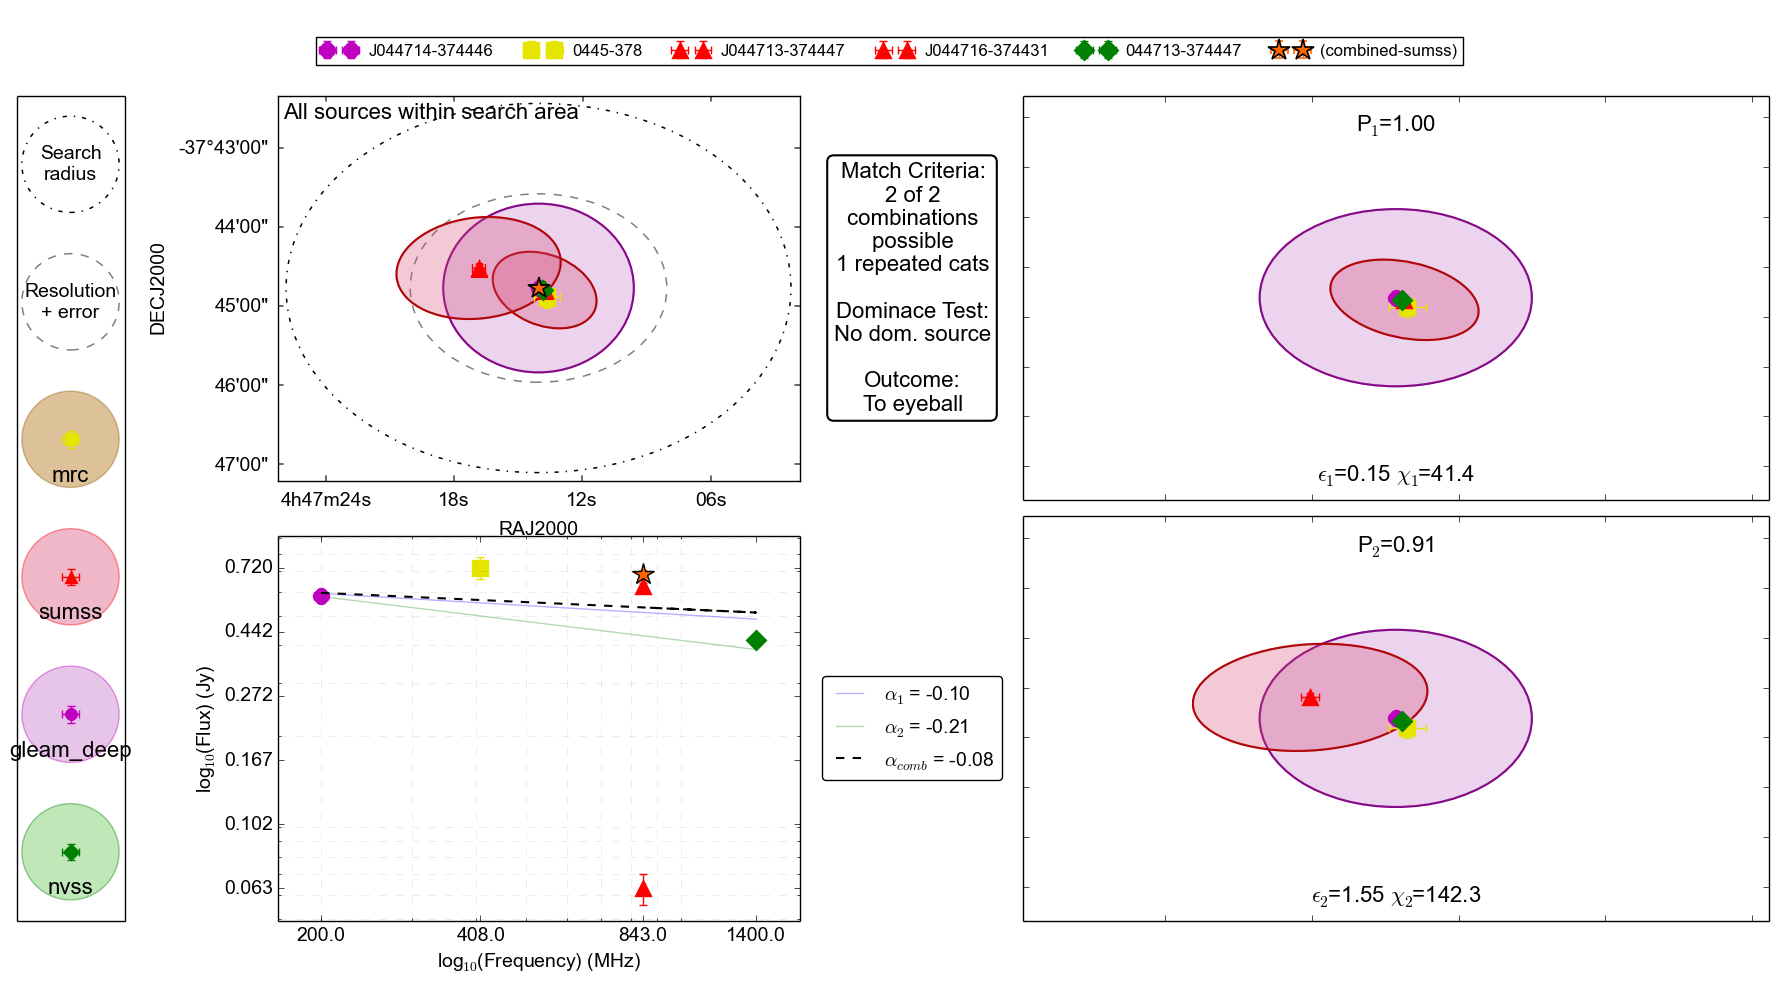 J044714-374446
0445-378
J044713-374447
J044716-374431
044713-374447
(combined-sumss)
Search
radius
Resolution
+ error
mrc
sumss
gleam_deep
nvss
All sources within search area
DECJ2000
-37°43'00"
44'00"
45'00"
46'00"
47'00"
4h47m24s
18s
12s
06s
RAJ2000
Match Criteria:
2 of 2
combinations
possible
1 repeated cats
Dominace Test:
No dom. source
Outcome:
To eyeball
P1=1.00
ϵ1=0.15 χ1=41.4
P2=0.91
ϵ2=1.55 χ2=142.3
log10(Flux) (Jy)
0.720
0.442
0.272
0.167
0.102
0.063
200.0
408.0
843.0
1400.0
log10(Frequency) (MHz)
α1 = -0.10
α2 = -0.21
αcomb = -0.08